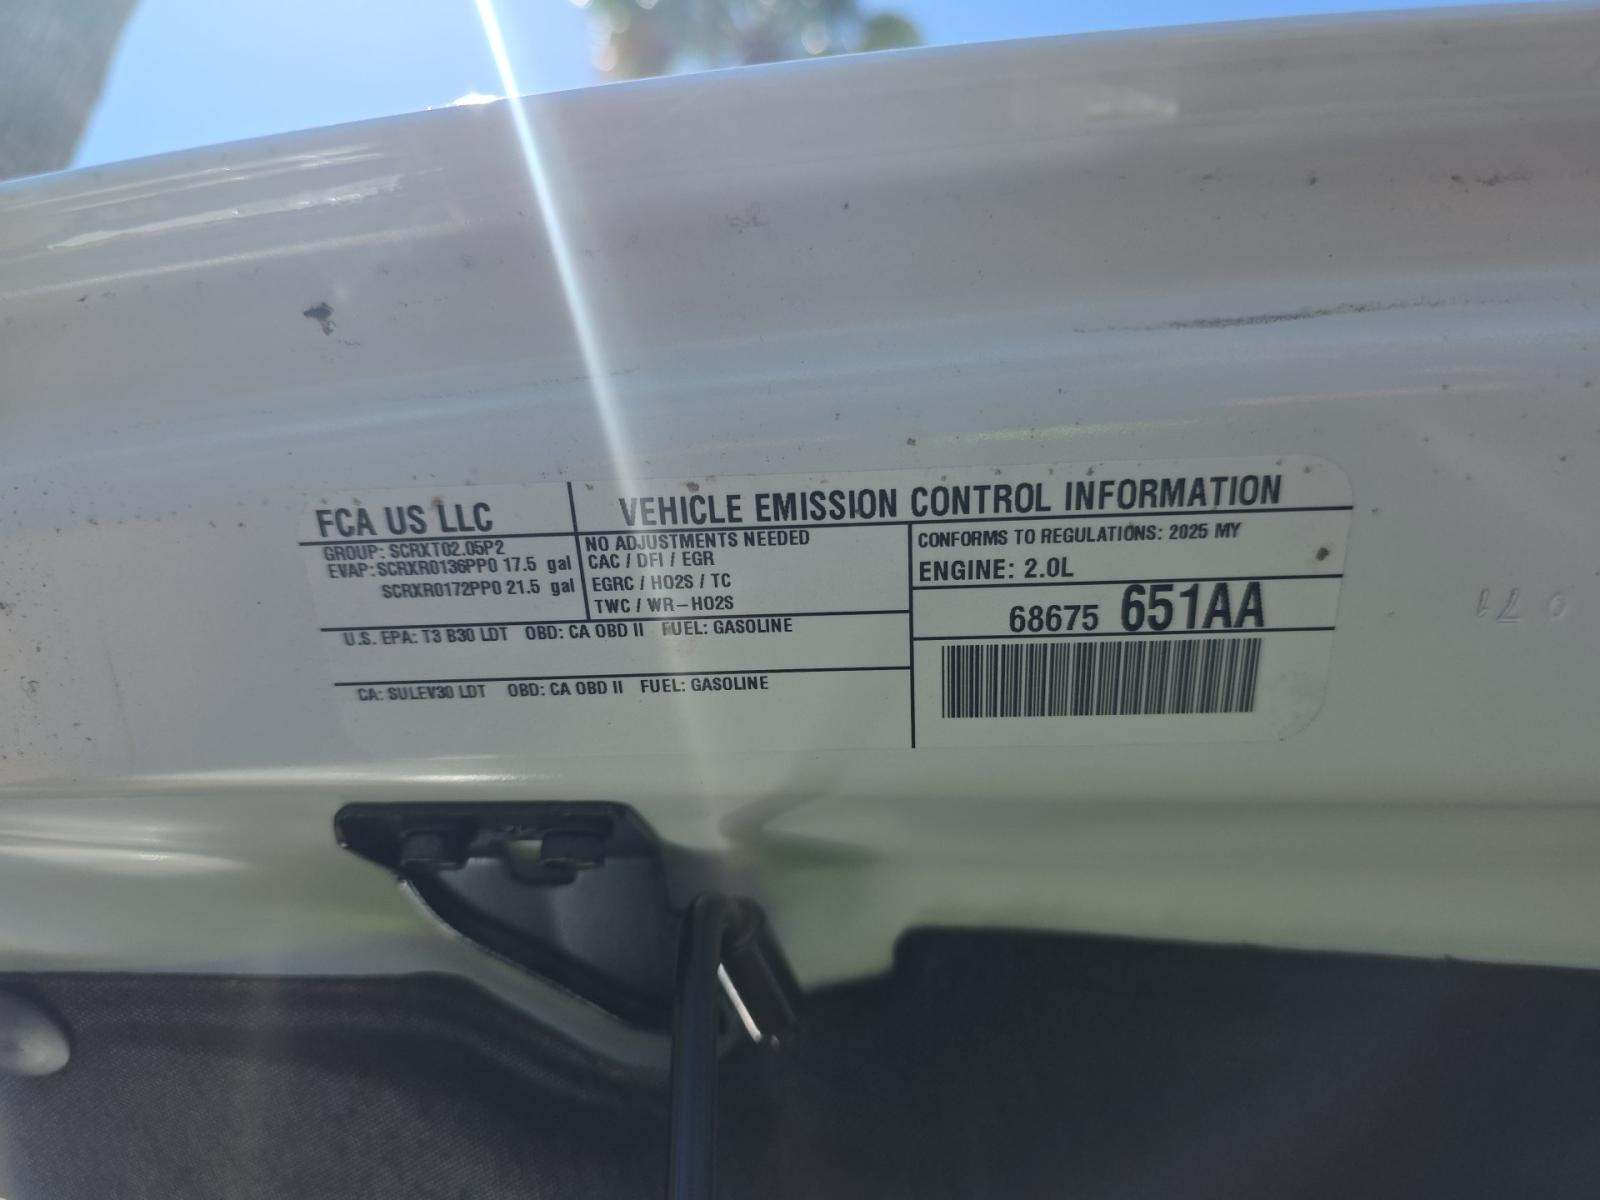 FCA US LLC
VEHICLE EMISSION CONTROL INFORMATION
GROUP: SCRXT02.05P2
EVAP: SCRXR0136PP0 17.5 gal
SCRXR0172PP0 21.5 gal
NO ADJUSTMENTS NEEDED
CAC / DFI / EGR
EGRC / HO2S / TC
TWC / WR-HO2S
CONFORMS TO REGULATIONS: 2025 MY
ENGINE: 2.0L
68675 651AA
U.S. EPA: T3 B30 LDT OBD: CA OBD II FUEL: GASOLINE
CA: SULEV30 LDT OBD: CA OBD II FUEL: GASOLINE